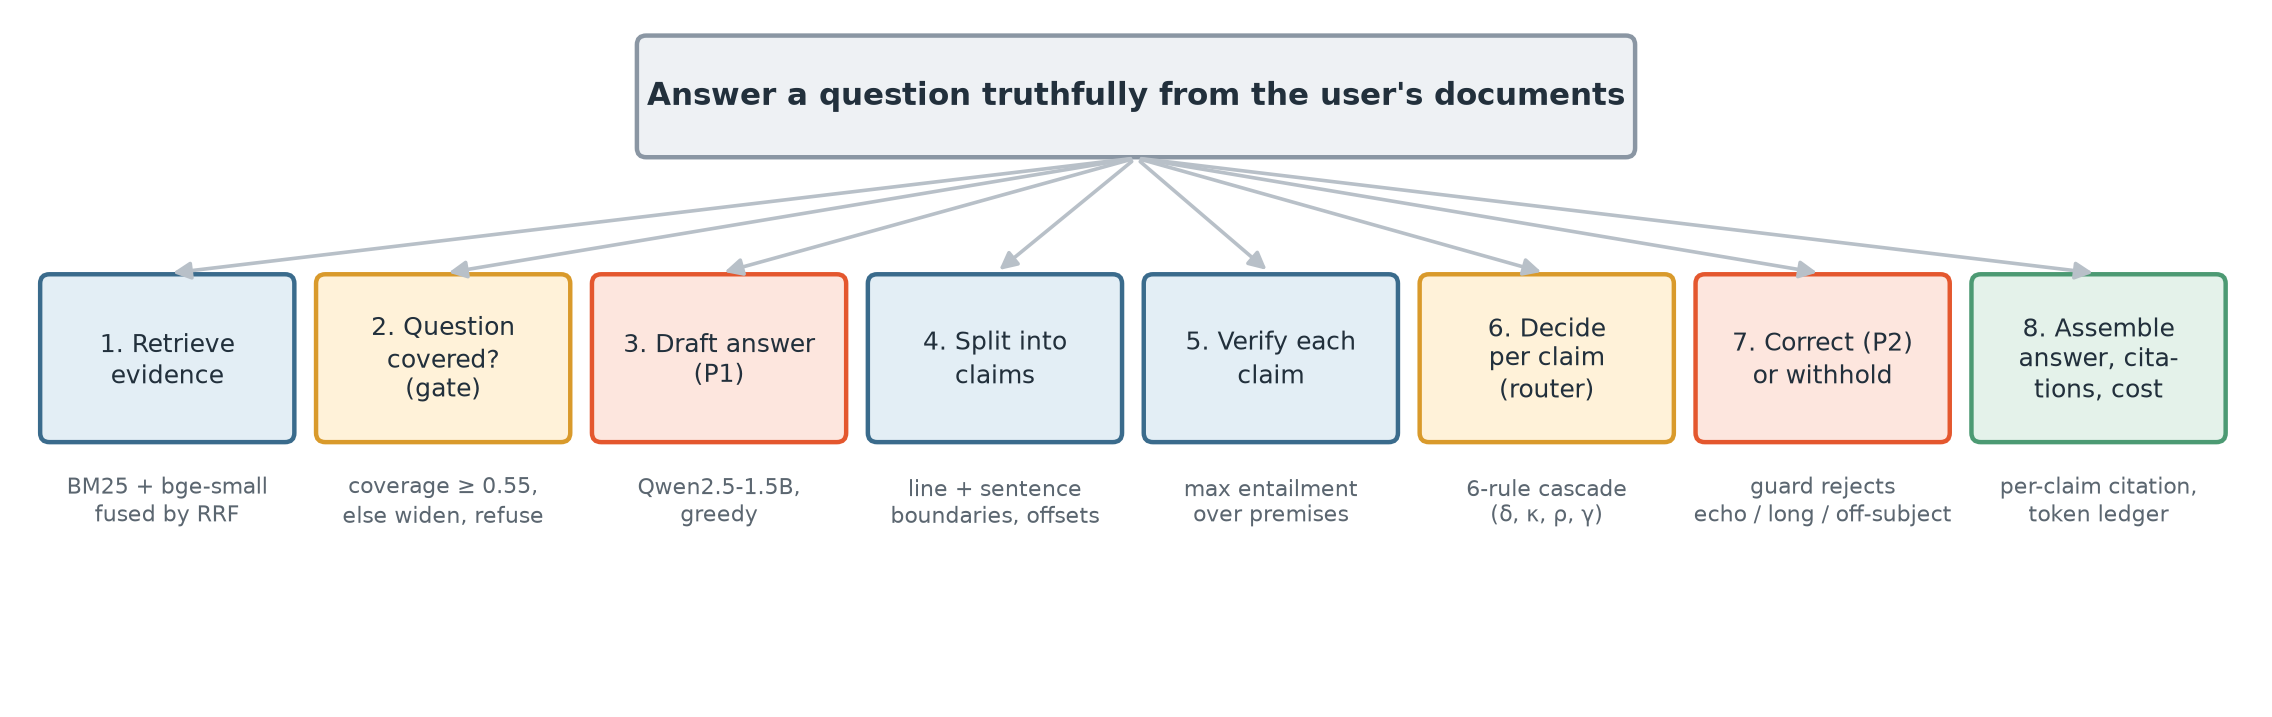 Answer a question truthfully from the user's documents
1. Retrieve
evidence
2. Question
covered?
(gate)
3. Draft answer
(P1)
4. Split into
claims
5. Verify each
claim
6. Decide
per claim
(router)
7. Correct (P2)
or withhold
8. Assemble
answer, cita-
tions, cost
BM25 + bge-small
fused by RRF
coverage ≥ 0.55,
else widen, refuse
Qwen2.5-1.5B,
greedy
line + sentence
boundaries, offsets
max entailment
over premises
6-rule cascade
(δ, κ, ρ, γ)
guard rejects
echo / long / off-subject
per-claim citation,
token ledger